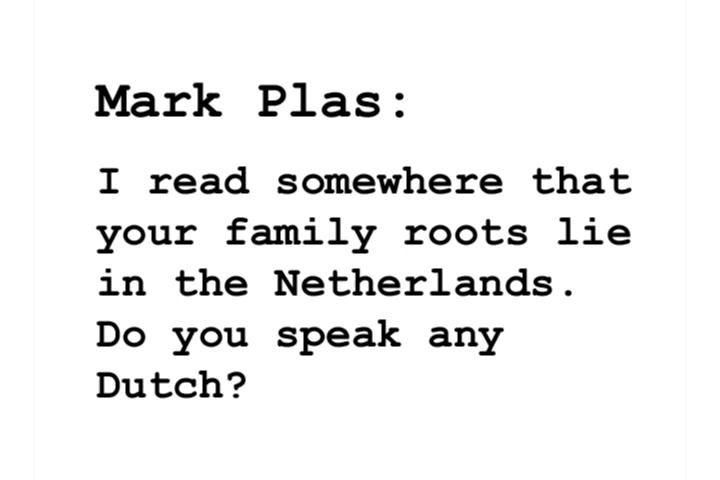 Mark Plas:
I read somewhere that
your family roots lie
in the Netherlands.
Do you speak any
Dutch?